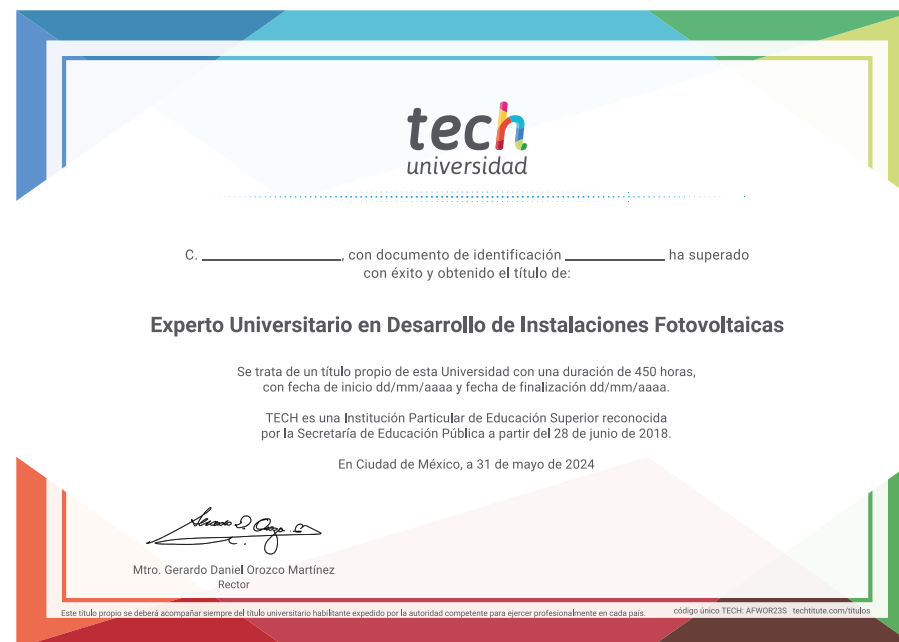 tech
universidad
C. ____________________, con documento de identificación ______________ ha superado
con éxito y obtenido el título de:
Experto Universitario en Desarrollo de Instalaciones Fotovoltaicas
Se trata de un título propio de esta Universidad con una duración de 450 horas,
con fecha de inicio dd/mm/aaaa y fecha de finalización dd/mm/aaaa.
TECH es una Institución Particular de Educación Superior reconocida
por la Secretaría de Educación Pública a partir del 28 de junio de 2018.
En Ciudad de México, a 31 de mayo de 2024
Mtro. Gerardo Daniel Orozco Martínez
Rector
Este título propio se deberá acompañar siempre del título universitario habilitante expedido por la autoridad competente para ejercer profesionalmente en cada país. código único TECH: AFWOR23S techtitute.com/titulos